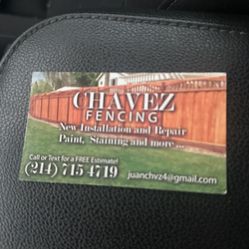 CHAVEZ
FENCING
New Installation and Repair
Paint, Staining and more ...
Call or Text for a FREE Estimate!
(214) 715 4719
juanchvz4@gmail.com